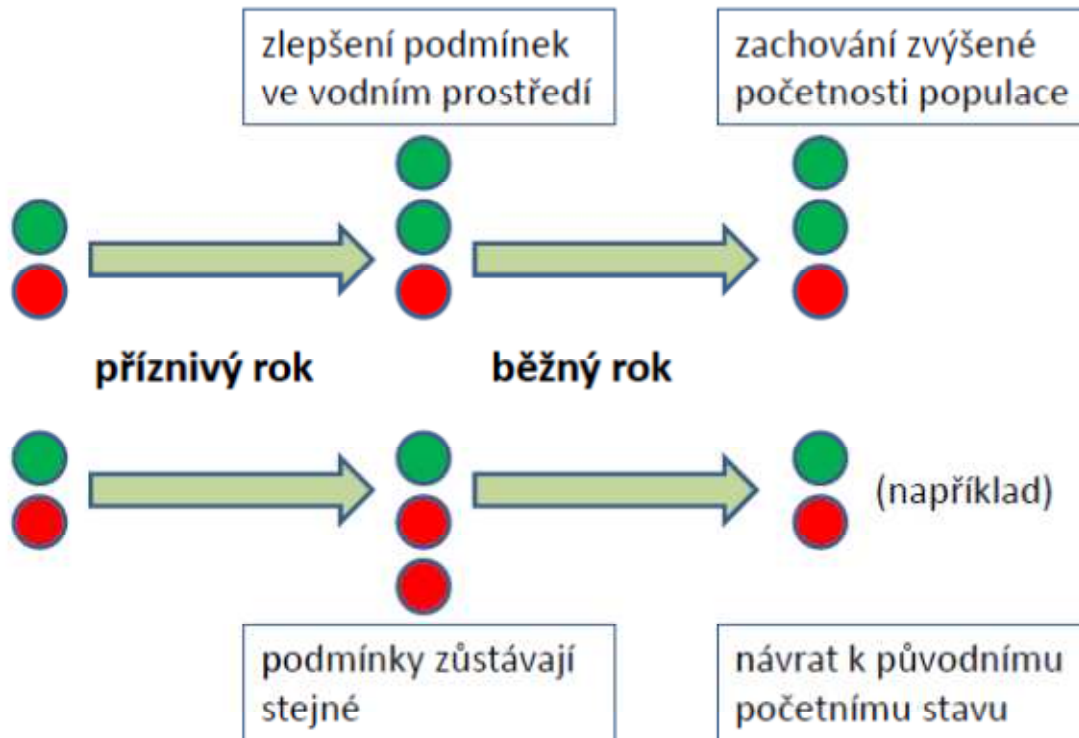 zlepšení podmínek
ve vodním prostředí
zachování zvýšené
početnosti populace
příznivý rok
běžný rok
(například)
podmínky zůstávají
stejné
návrat k původnímu
početnímu stavu